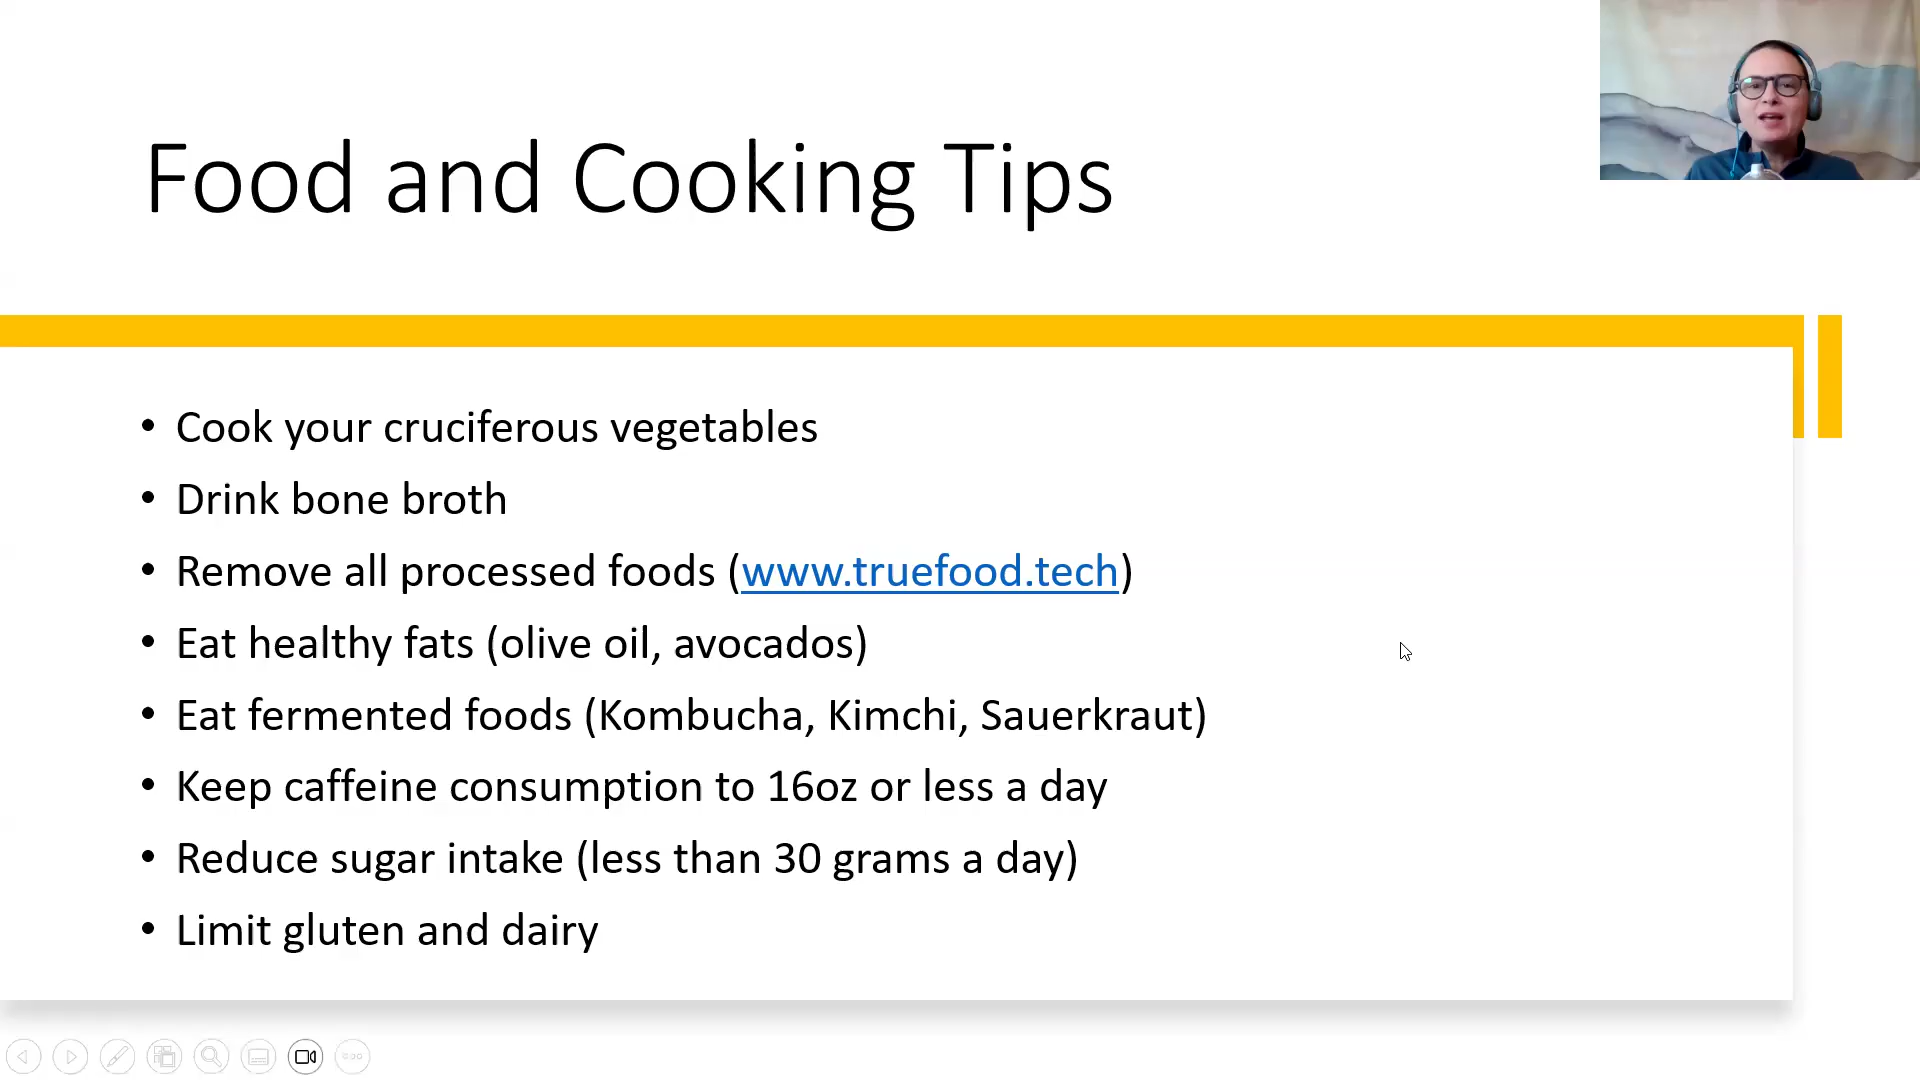 Food and Cooking Tips
• Cook your cruciferous vegetables
• Drink bone broth
• Remove all processed foods (www.truefood.tech)
• Eat healthy fats (olive oil, avocados)
• Eat fermented foods (Kombucha, Kimchi, Sauerkraut)
• Keep caffeine consumption to 16oz or less a day
• Reduce sugar intake (less than 30 grams a day)
• Limit gluten and dairy